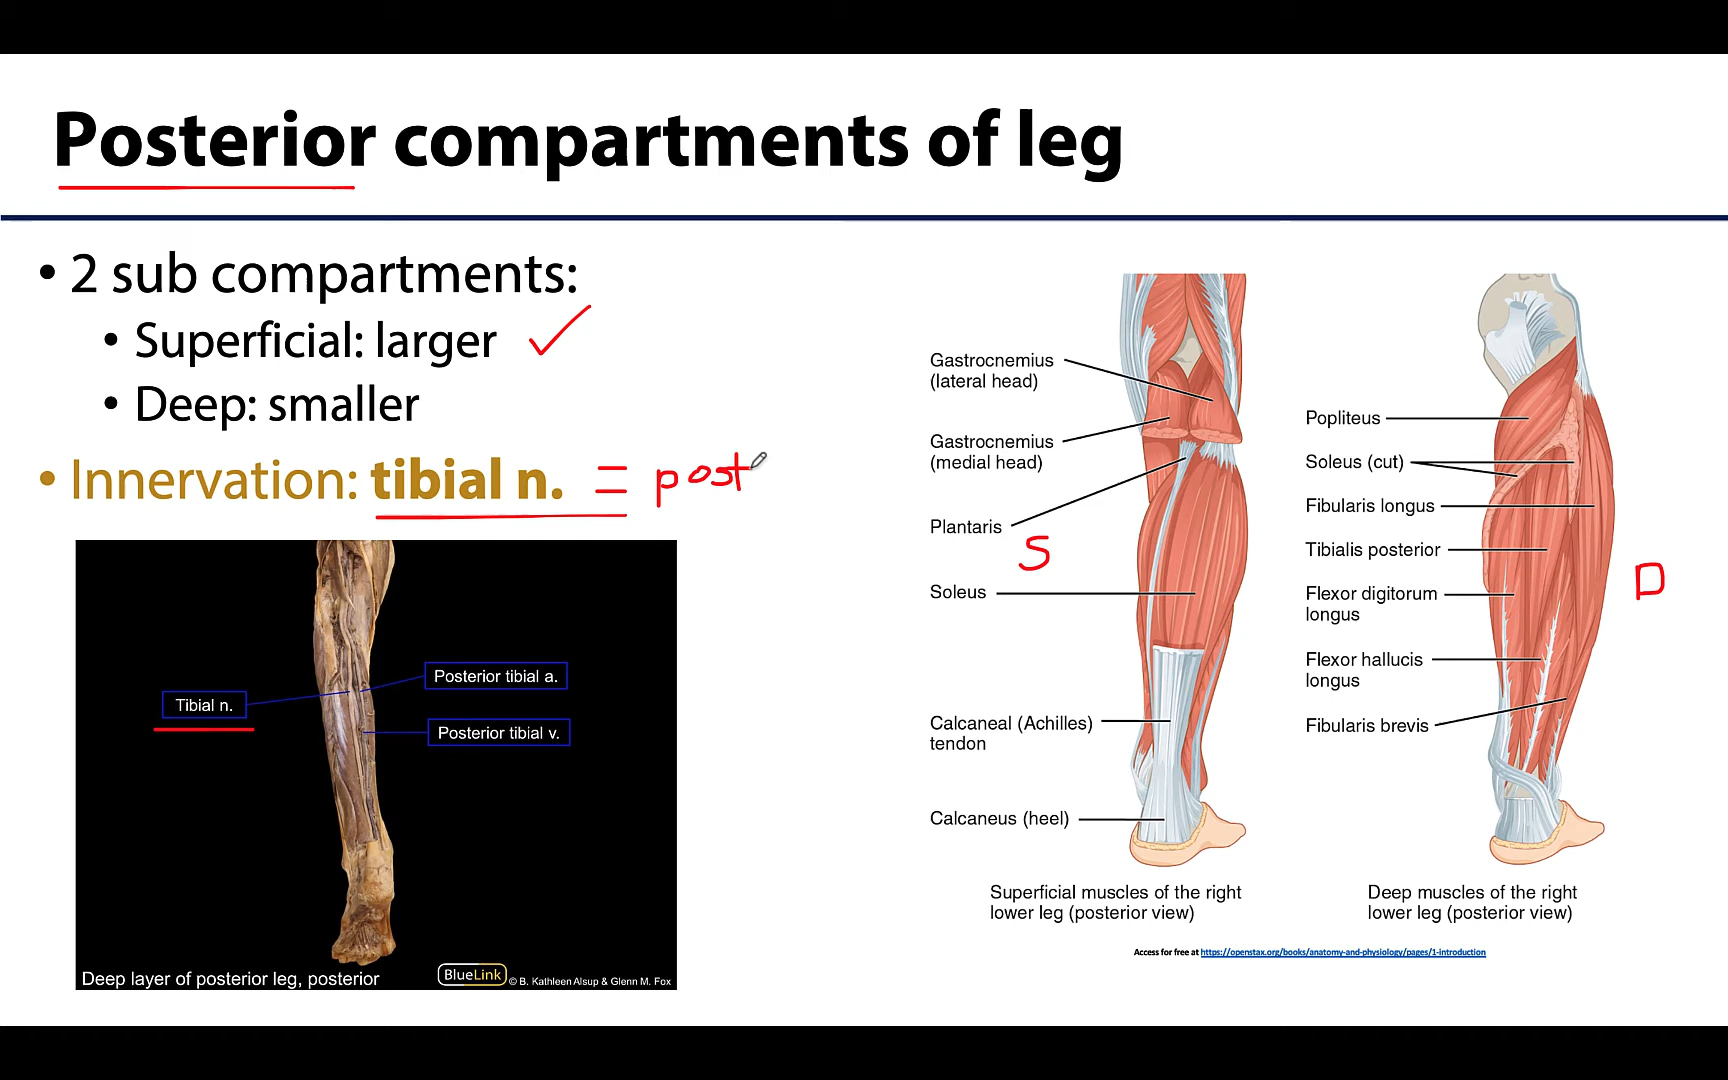 Posterior compartments of leg
• 2 sub compartments:
• Superficial: larger
• Deep: smaller
• Innervation: tibial n. = post
Tibial n.
Posterior tibial a.
Posterior tibial v.
Deep layer of posterior leg, posterior
BlueLink © B. Kathleen Alsup & Glenn M. Fox
Gastrocnemius
(lateral head)
Gastrocnemius
(medial head)
Plantaris
S
Soleus
Calcaneal (Achilles)
tendon
Calcaneus (heel)
Superficial muscles of the right
lower leg (posterior view)
Popliteus
Soleus (cut)
Fibularis longus
Tibialis posterior
Flexor digitorum
longus
D
Flexor hallucis
longus
Fibularis brevis
Deep muscles of the right
lower leg (posterior view)
Access for free at https://openstax.org/books/anatomy-and-physiology/pages/1-introduction